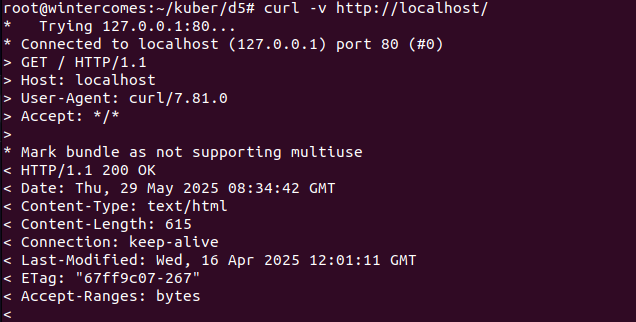 root@wintercomes:~/kuber/d5# curl -v http://localhost/
*   Trying 127.0.0.1:80...
* Connected to localhost (127.0.0.1) port 80 (#0)
> GET / HTTP/1.1
> Host: localhost
> User-Agent: curl/7.81.0
> Accept: */*
>
* Mark bundle as not supporting multiuse
< HTTP/1.1 200 OK
< Date: Thu, 29 May 2025 08:34:42 GMT
< Content-Type: text/html
< Content-Length: 615
< Connection: keep-alive
< Last-Modified: Wed, 16 Apr 2025 12:01:11 GMT
< ETag: "67ff9c07-267"
< Accept-Ranges: bytes
<